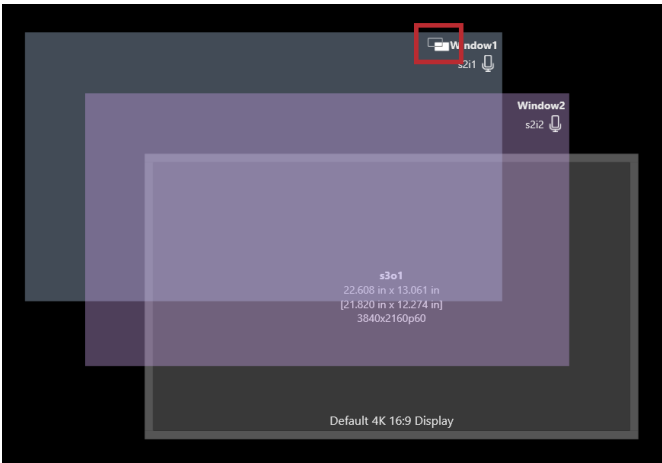 Window1
s2i1
Window2
s2i2
s3o1
22.608 in x 13.061 in
[21.820 in x 12.274 in]
3840x2160p60
Default 4K 16:9 Display